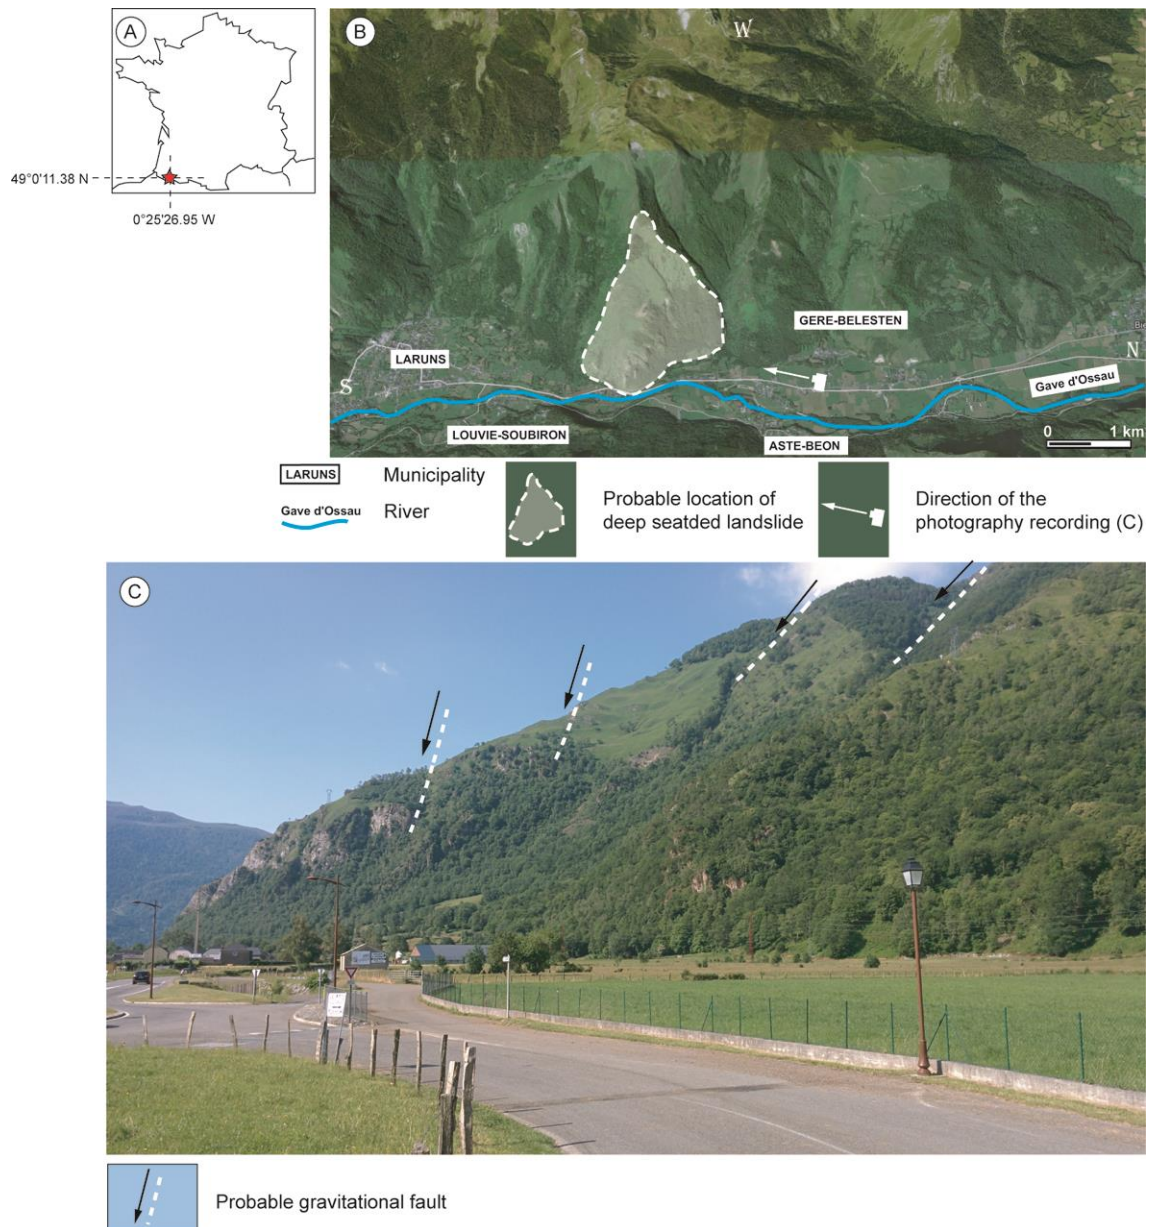 A
49°0'11.38 N
0°25'26.95 W
B
W
GERE-BELESTEN
LARUNS
S
N
Gave d'Ossau
LOUVIE-SOUBIRON
ASTE-BEON
0 1 km
LARUNS Municipality
Gave d'Ossau River
Probable location of
deep seatded landslide
Direction of the
photography recording (C)
C
Probable gravitational fault